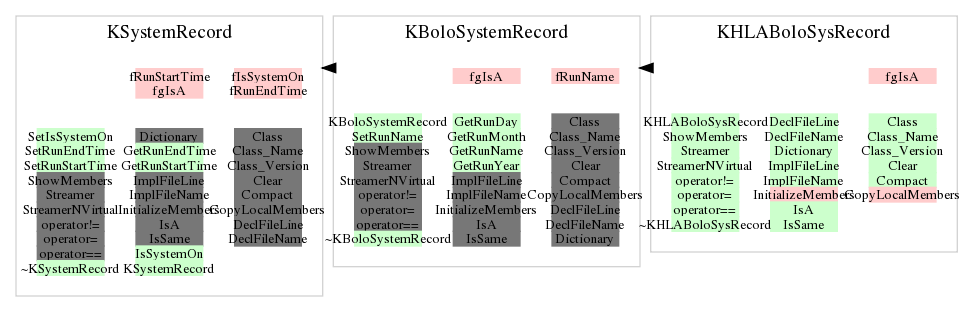 KSystemRecord
fRunStartTime
fgIsA
fIsSystemOn
fRunEndTime
SetIsSystemOn
SetRunEndTime
SetRunStartTime
ShowMembers
Streamer
StreamerNVirtual
operator!=
operator=
operator==
~KSystemRecord
Dictionary
GetRunEndTime
GetRunStartTime
ImplFileLine
ImplFileName
InitializeMembers
IsA
IsSame
IsSystemOn
KSystemRecord
Class
Class_Name
Class_Version
Clear
Compact
CopyLocalMembers
DeclFileLine
DeclFileName
KBoloSystemRecord
fgIsA
fRunName
KBoloSystemRecord
SetRunName
ShowMembers
Streamer
StreamerNVirtual
operator!=
operator=
operator==
~KBoloSystemRecord
GetRunDay
GetRunMonth
GetRunName
GetRunYear
ImplFileLine
ImplFileName
InitializeMembers
IsA
IsSame
Class
Class_Name
Class_Version
Clear
Compact
CopyLocalMembers
DeclFileLine
DeclFileName
Dictionary
KHLABoloSysRecord
fgIsA
KHLABoloSysRecord
ShowMembers
Streamer
StreamerNVirtual
operator!=
operator=
operator==
~KHLABoloSysRecord
DeclFileLine
DeclFileName
Dictionary
ImplFileLine
ImplFileName
InitializeMembers
IsA
IsSame
Class
Class_Name
Class_Version
Clear
Compact
CopyLocalMembers